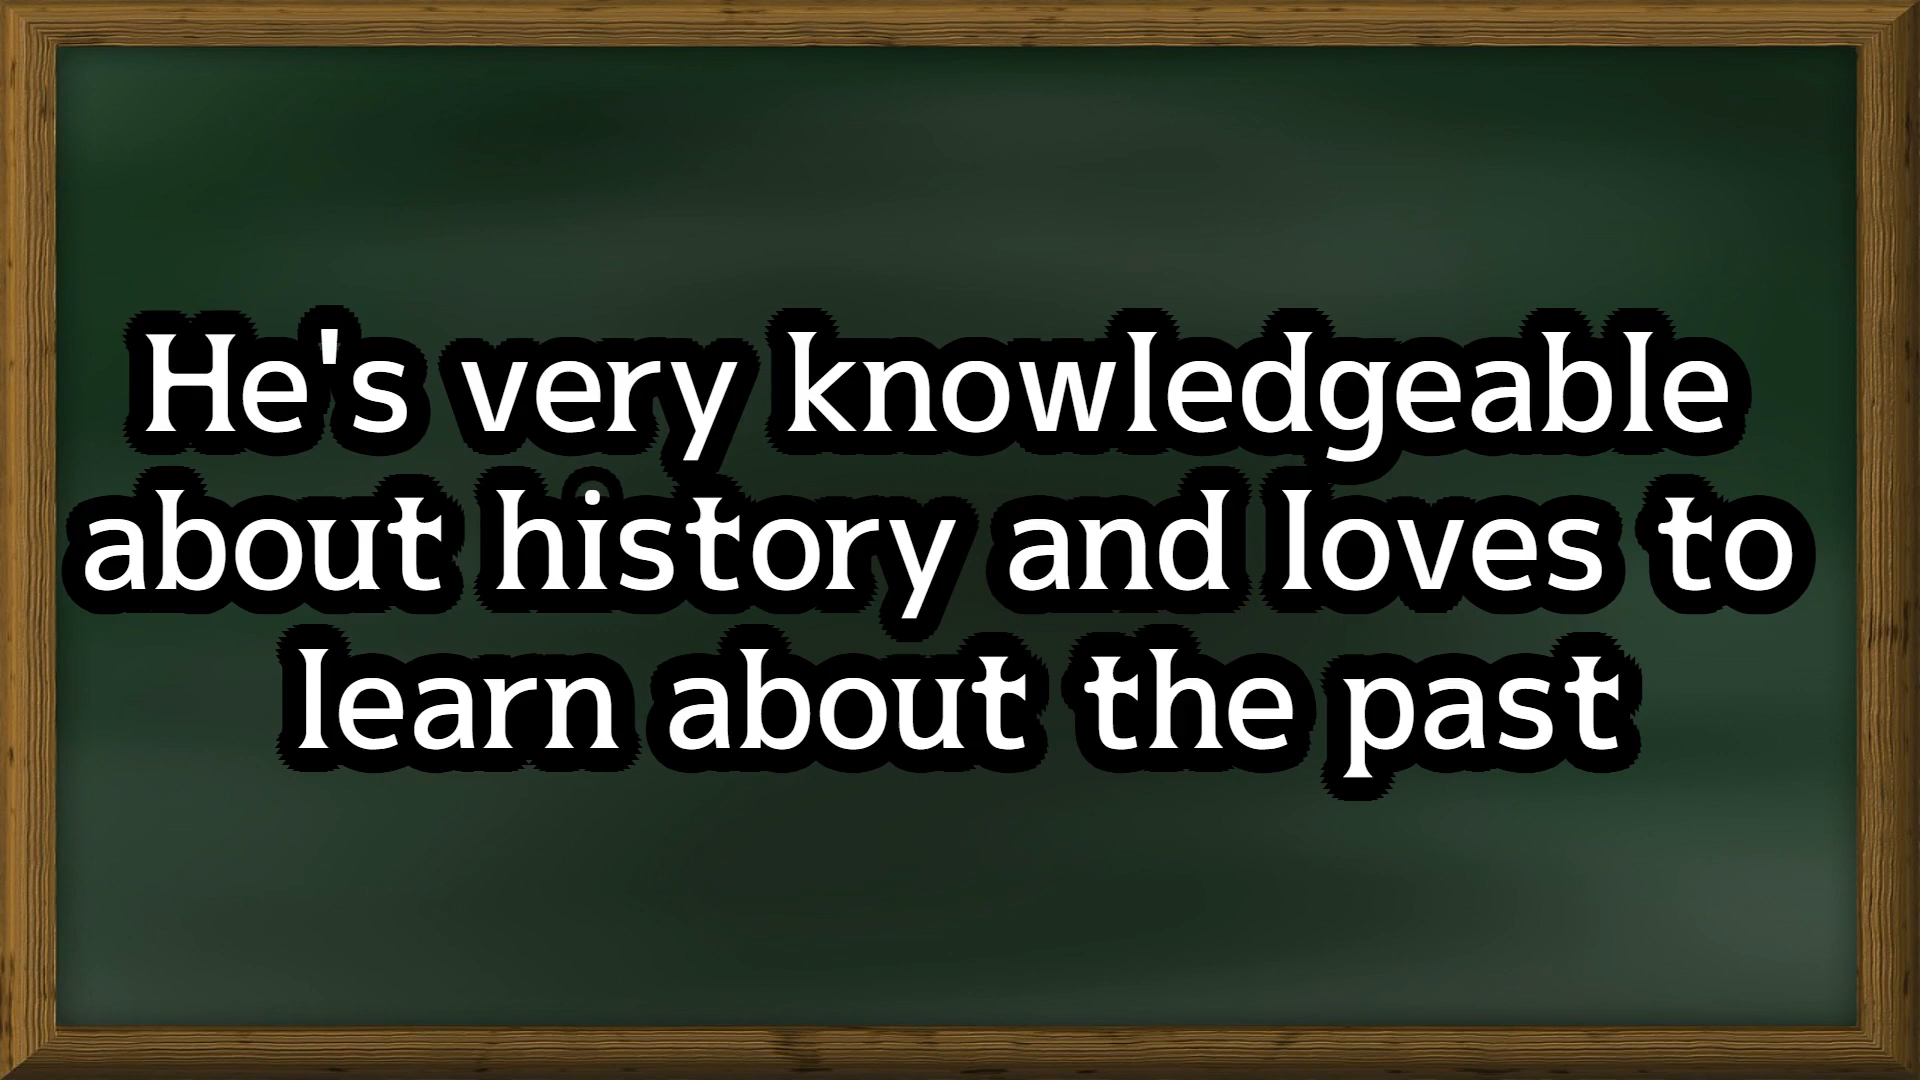 He's very knowledgeable
about history and loves to
learn about the past